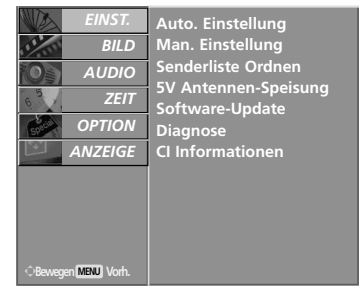 EINST.
BILD
AUDIO
ZEIT
OPTION
ANZEIGE
Auto. Einstellung
Man. Einstellung
Senderliste Ordnen
5V Antennen-Speisung
Software-Update
Diagnose
CI Informationen
Special
Bewegen MENU Vorh.